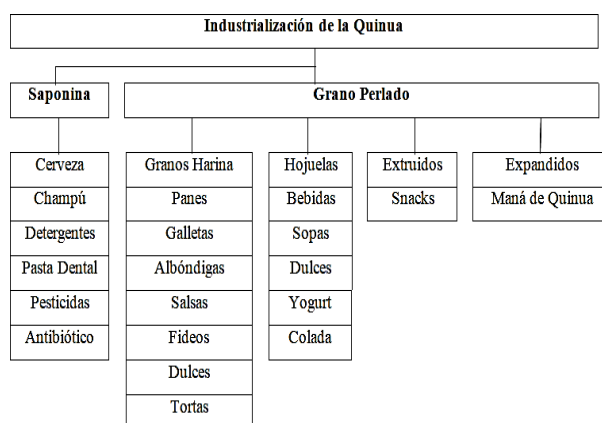 Industrialización de la Quinua
Saponina
Grano Perlado
Cerveza
Champú
Detergentes
Pasta Dental
Pesticidas
Antibiótico
Granos Harina
Panes
Galletas
Albóndigas
Salsas
Fideos
Dulces
Tortas
Hojuelas
Bebidas
Sopas
Dulces
Yogurt
Colada
Extruidos
Snacks
Expandidos
Maná de Quinua